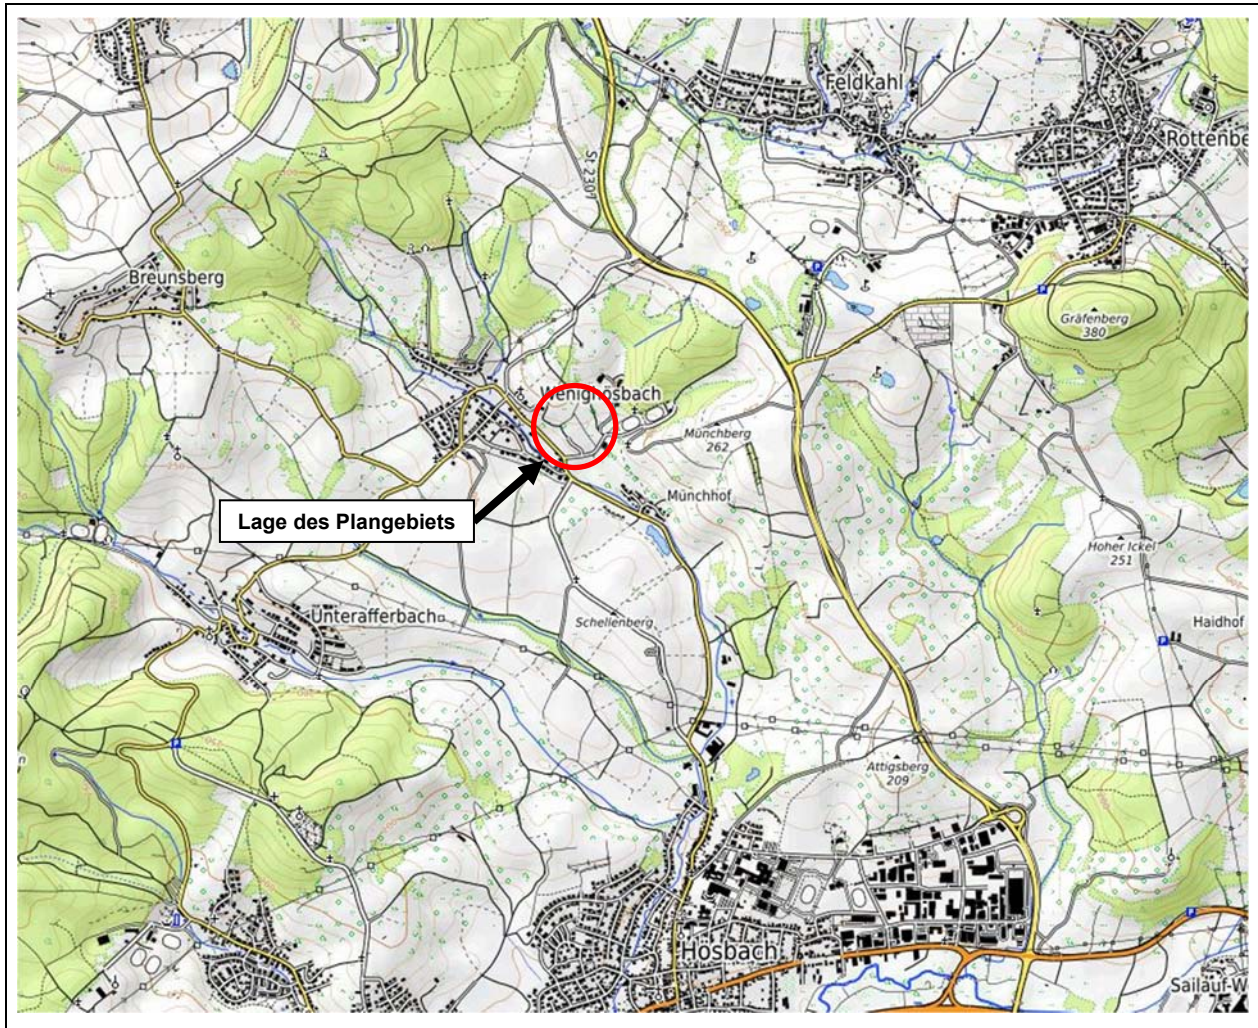 Feldkahl
Rottenbe
St 2307
Breunsberg
Gräfenberg
380
Wenighösbach
Münchberg
262
Münchhof
Lage des Plangebiets
Hoher Ickel
251
Unterafferbach
Schellenberg
Haidhof
Attigsberg
209
Hösbach
Sailauf-W